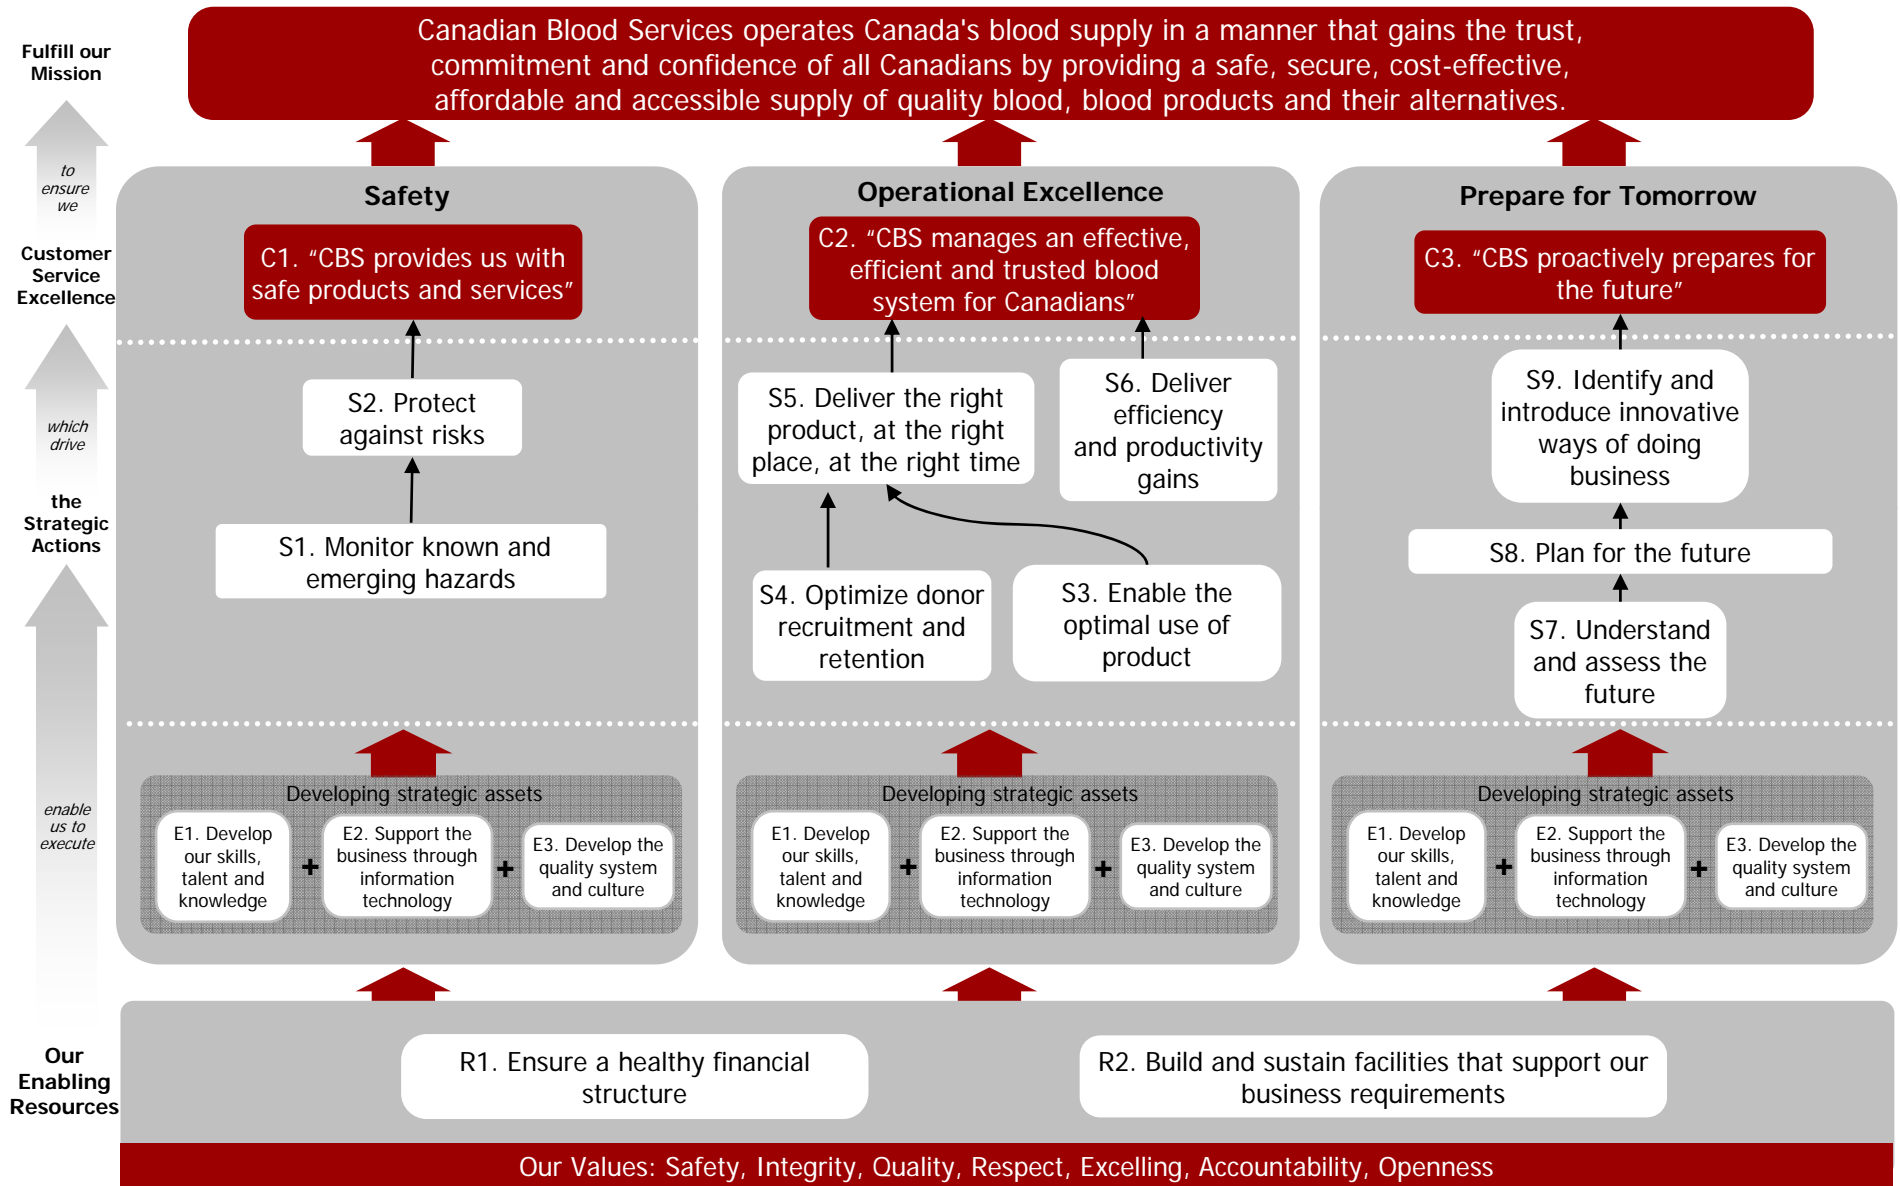 Canadian Blood Services operates Canada's blood supply in a manner that gains the trust,
commitment and confidence of all Canadians by providing a safe, secure, cost-effective,
affordable and accessible supply of quality blood, blood products and their alternatives.
Fulfill our
Mission
to
ensure
we
Customer
Service
Excellence
which
drive
the
Strategic
Actions
enable
us to
execute
Our
Enabling
Resources
Safety
C1. “CBS provides us with
safe products and services”
S2. Protect
against risks
S1. Monitor known and
emerging hazards
Developing strategic assets
E1. Develop
our skills,
talent and
knowledge
+
E2. Support the
business through
information
technology
+
E3. Develop the
quality system
and culture
Operational Excellence
C2. “CBS manages an effective,
efficient and trusted blood
system for Canadians”
S5. Deliver the right
product, at the right
place, at the right time
S6. Deliver
efficiency
and productivity
gains
S4. Optimize donor
recruitment and
retention
S3. Enable the
optimal use of
product
Developing strategic assets
E1. Develop
our skills,
talent and
knowledge
+
E2. Support the
business through
information
technology
+
E3. Develop the
quality system
and culture
Prepare for Tomorrow
C3. “CBS proactively prepares for
the future”
S9. Identify and
introduce innovative
ways of doing
business
S8. Plan for the future
S7. Understand
and assess the
future
Developing strategic assets
E1. Develop
our skills,
talent and
knowledge
+
E2. Support the
business through
information
technology
+
E3. Develop the
quality system
and culture
R1. Ensure a healthy financial
structure
R2. Build and sustain facilities that support our
business requirements
Our Values: Safety, Integrity, Quality, Respect, Excelling, Accountability, Openness